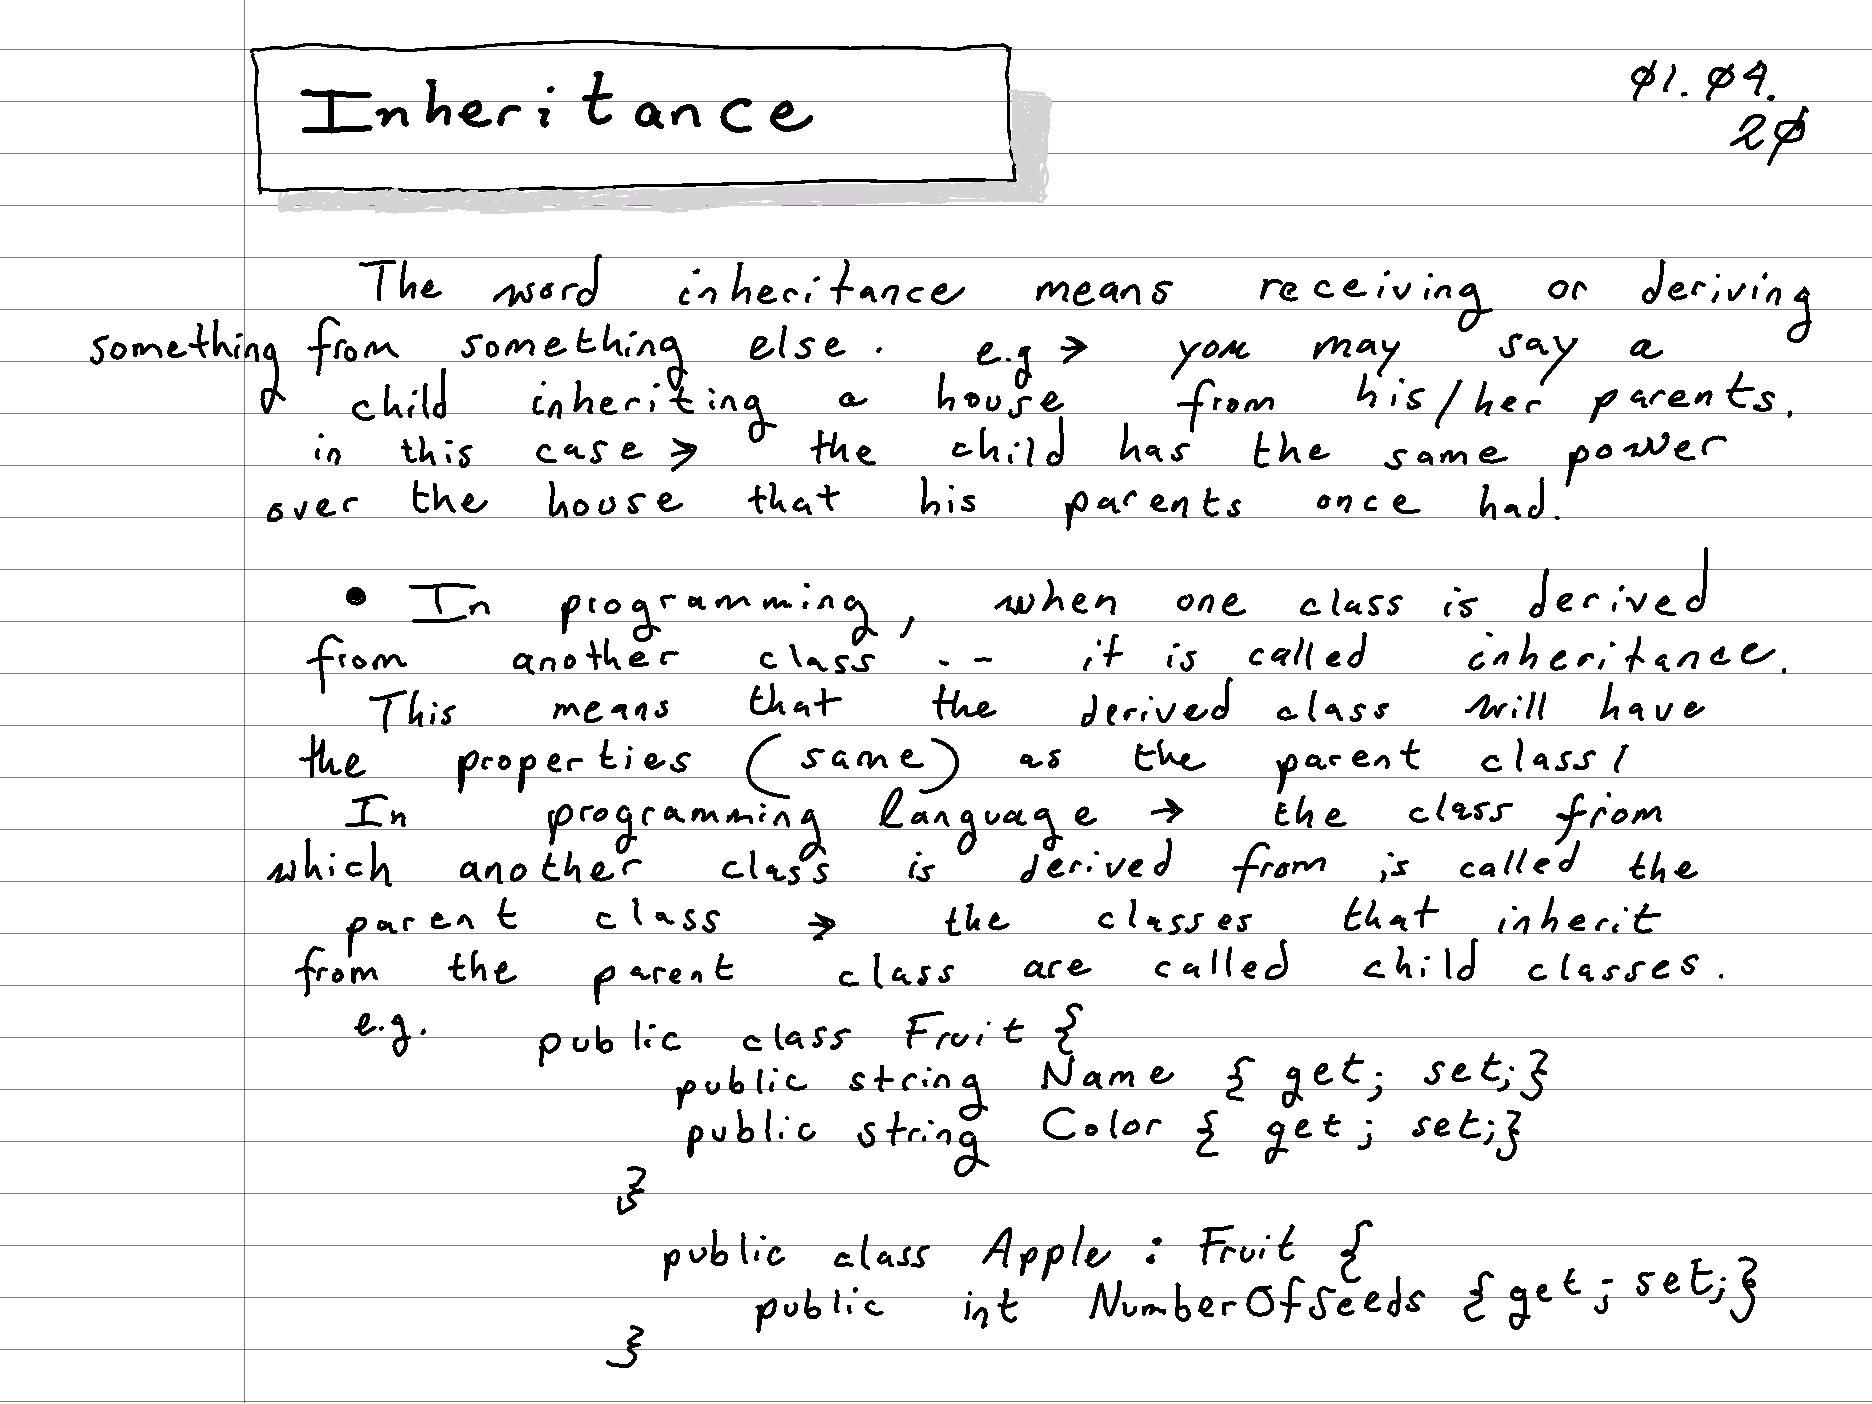 Inheritance
01.04.
20
The word inheritance means receiving or deriving
something from something else. e.g → you may say a
child inheriting a house from his/her parents.
in this case → the child has the same power
over the house that his parents once had.
• In programming, when one class is derived
from another class .. - it is called inheritance.
This means that the derived class will have
the properties (same) as the parent class/
In programming language → the class from
which another class is derived from is called the
parent class → the classes that inherit
from the parent class are called child classes.
e.g. public class Fruit {
public string Name { get; set;}
public string Color { get; set;}
}
public class Apple : Fruit {
public int NumberOfSeeds { get; set;}
}